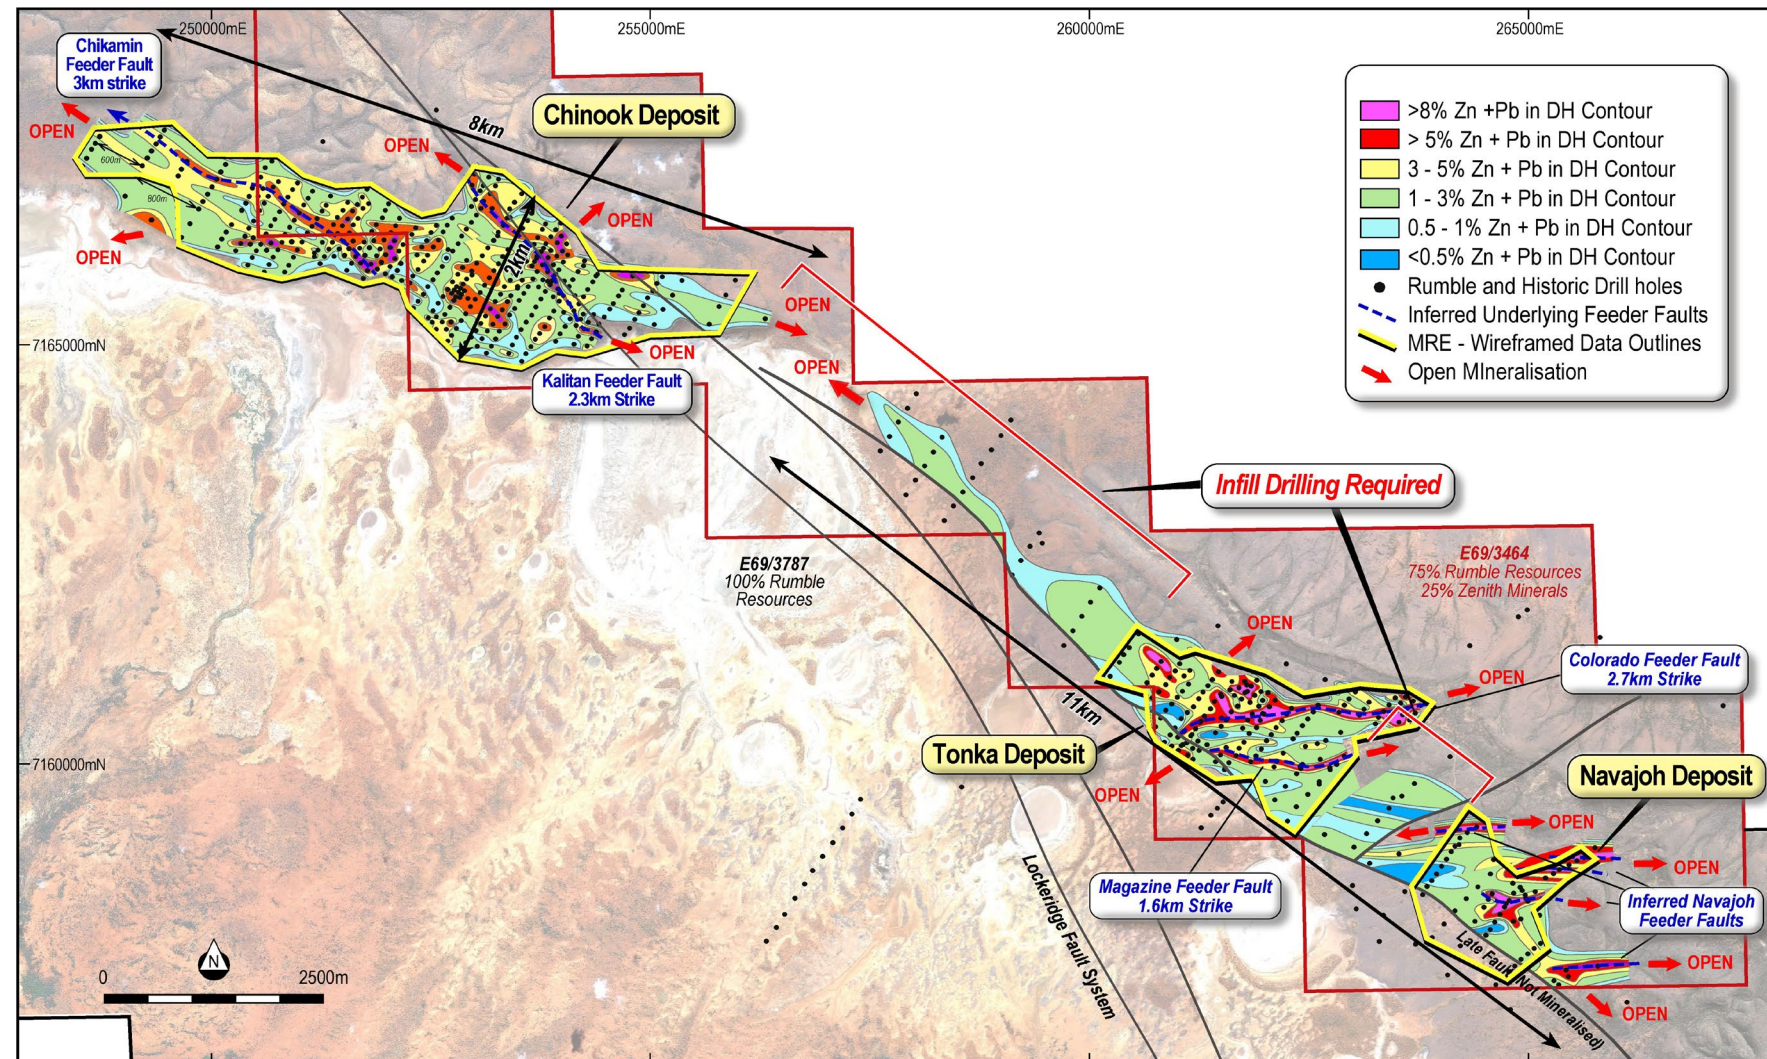 250000mE
255000mE
260000mE
265000mE
Chikamin
Feeder Fault
3km strike
8km
Chinook Deposit
>8% Zn +Pb in DH Contour
> 5% Zn + Pb in DH Contour
3 - 5% Zn + Pb in DH Contour
1 - 3% Zn + Pb in DH Contour
0.5 - 1% Zn + Pb in DH Contour
<0.5% Zn + Pb in DH Contour
Rumble and Historic Drill holes
Inferred Underlying Feeder Faults
MRE - Wireframed Data Outlines
Open MIneralisation
OPEN
OPEN
600m
800m
OPEN
OPEN
2km
OPEN
OPEN
7165000mN
OPEN
Kalitan Feeder Fault
2.3km Strike
Infill Drilling Required
E69/3787
100% Rumble
Resources
E69/3464
75% Rumble Resources
25% Zenith Minerals
OPEN
OPEN
Colorado Feeder Fault
2.7km Strike
11km
Tonka Deposit
7160000mN
OPEN
Navajoh Deposit
OPEN
OPEN
Magazine Feeder Fault
1.6km Strike
Inferred Navajoh
Feeder Faults
Lockeridge Fault System
Late Fault (Not Mineralised)
OPEN
OPEN
N
0
2500m